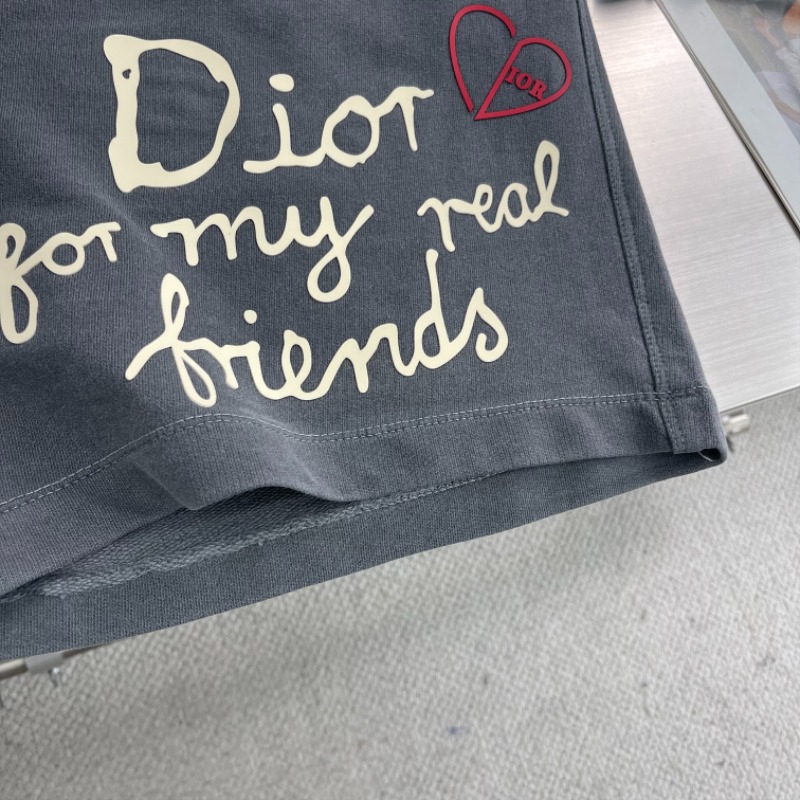 Dior
IOR
for my real
friends